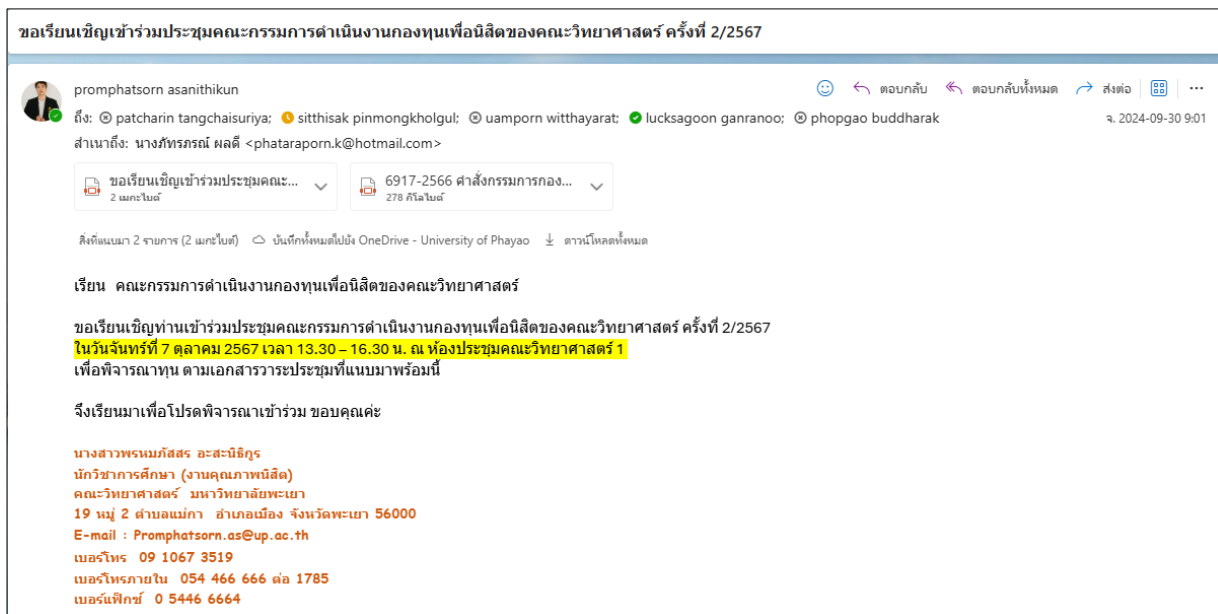 ขอเรียนเชิญเข้าร่วมประชุมคณะกรรมการดำเนินงานกองทุนเพื่อนิสิตของคณะวิทยาศาสตร์ ครั้งที่ 2/2567
promphatsorn asanithikun
ตอบกลับ ตอบกลับทั้งหมด ส่งต่อ
ถึง: patcharin tangchaisuriya; sitthisak pinmongkholgul; uamporn witthayarat; lucksagoon ganranoo; phopgao buddharak
จ. 2024-09-30 9:01
สำเนาถึง: นางภัทรภรณ์ ผลดี <phataraporn.k@hotmail.com>
ขอเรียนเชิญเข้าร่วมประชุมคณะ...
2 เมกะไบต์
6917-2566 คำสั่งกรรมการกอง...
278 กิโลไบต์
สิ่งที่แนบมา 2 รายการ (2 เมกะไบต์) บันทึกทั้งหมดไปยัง OneDrive - University of Phayao ดาวน์โหลดทั้งหมด
เรียน คณะกรรมการดำเนินงานกองทุนเพื่อนิสิตของคณะวิทยาศาสตร์
ขอเรียนเชิญท่านเข้าร่วมประชุมคณะกรรมการดำเนินงานกองทุนเพื่อนิสิตของคณะวิทยาศาสตร์ ครั้งที่ 2/2567
ในวันจันทร์ที่ 7 ตุลาคม 2567 เวลา 13.30 – 16.30 น. ณ ห้องประชุมคณะวิทยาศาสตร์ 1
เพื่อพิจารณาทุน ตามเอกสารวาระประชุมที่แนบมาพร้อมนี้
จึงเรียนมาเพื่อโปรดพิจารณาเข้าร่วม ขอบคุณค่ะ
นางสาวพรหมภัสสร อะสะนิธิกุร
นักวิชาการศึกษา (งานคุณภาพนิสิต)
คณะวิทยาศาสตร์ มหาวิทยาลัยพะเยา
19 หมู่ 2 ตำบลแม่กา อำเภอเมือง จังหวัดพะเยา 56000
E-mail : Promphatsorn.as@up.ac.th
เบอร์โทร 09 1067 3519
เบอร์โทรภายใน 054 466 666 ต่อ 1785
เบอร์แฟ็กซ์ 0 5446 6664